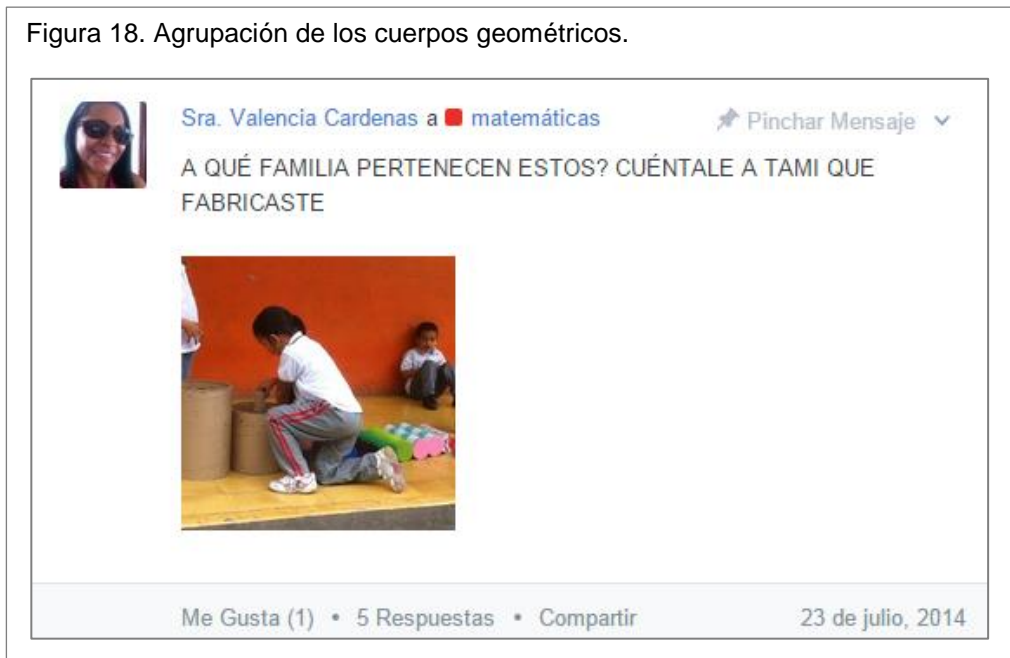 Figura 18. Agrupación de los cuerpos geométricos.
Sra. Valencia Cardenas a matemáticas
Pinchar Mensaje
A QUÉ FAMILIA PERTENECEN ESTOS? CUÉNTALE A TAMI QUE
FABRICASTE
Me Gusta (1) • 5 Respuestas • Compartir
23 de julio, 2014